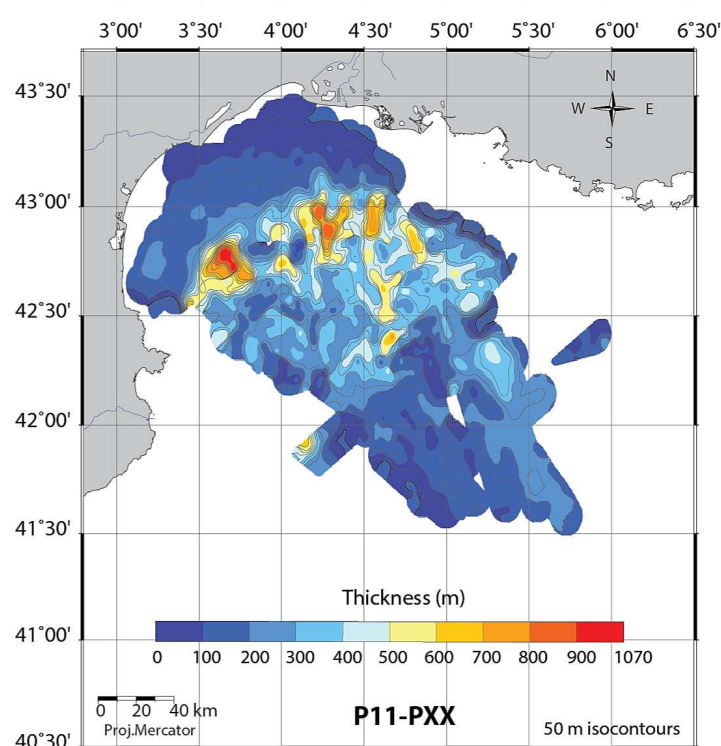 3°00' 3°30' 4°00' 4°30' 5°00' 5°30' 6°00' 6°30'
43°30'
N
W E
S
43°00'
42°30'
42°00'
41°30'
Thickness (m)
41°00'
0 100 200 300 400 500 600 700 800 900 1070
0 20 40 km
Proj.Mercator
P11-PXX
50 m isocontours
40°30'